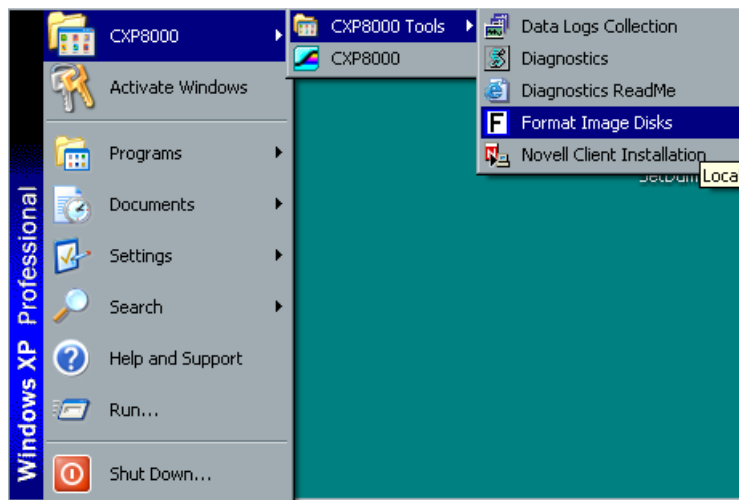 CXP8000
Activate Windows
Programs
Documents
Settings
Search
Help and Support
Run...
Shut Down...
Windows XP Professional
CXP8000 Tools
CXP8000
Data Logs Collection
Diagnostics
Diagnostics ReadMe
Format Image Disks
Novell Client Installation
Loca